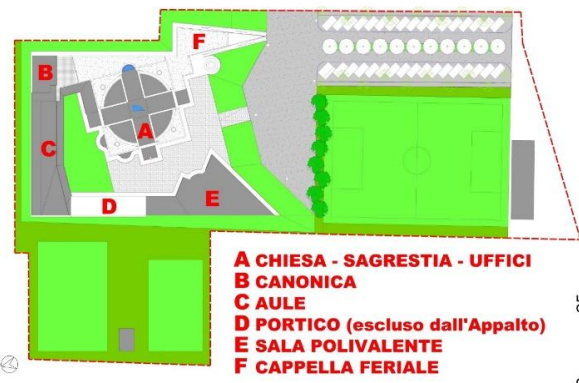 F
B
A
C
D
E
A CHIESA - SAGRESTIA - UFFICI
B CANONICA
C AULE
D PORTICO (escluso dall'Appalto)
E SALA POLIVALENTE
F CAPPELLA FERIALE